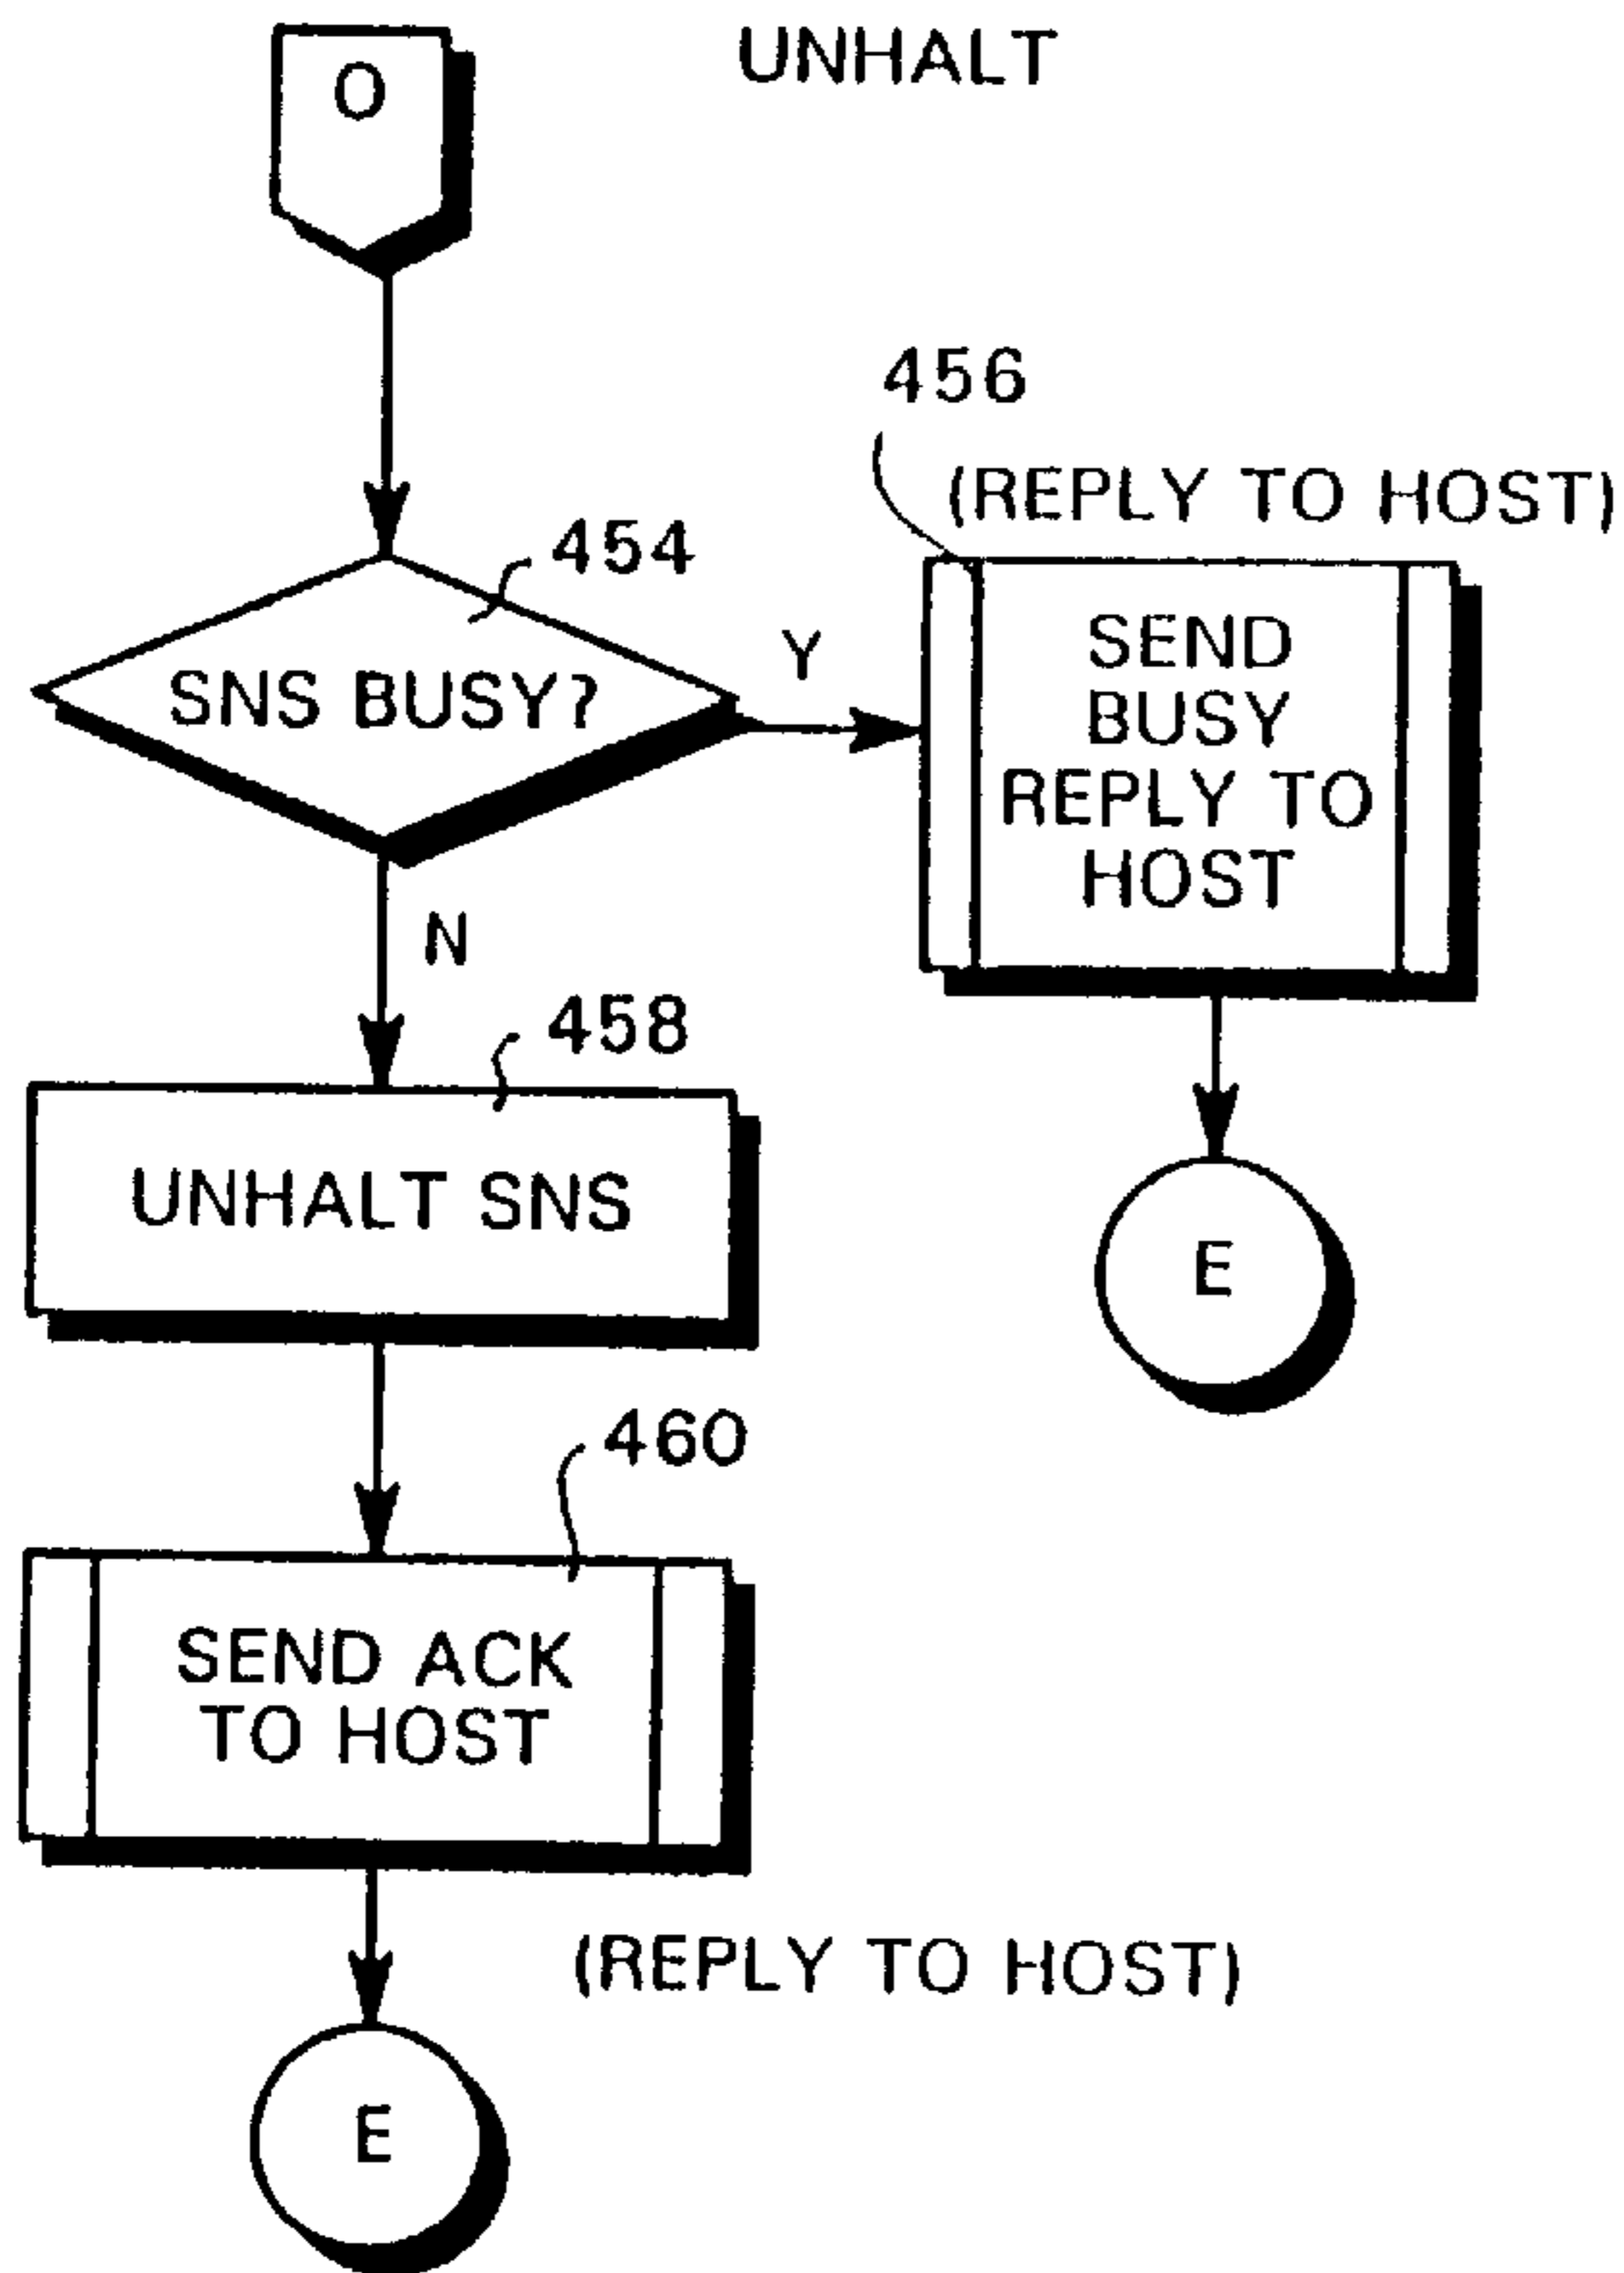 O
UNHALT
456
(REPLY TO HOST)
454
SNS BUSY?
Y
SEND
BUSY
REPLY TO
HOST
N
458
UNHALT SNS
E
460
SEND ACK
TO HOST
(REPLY TO HOST)
E